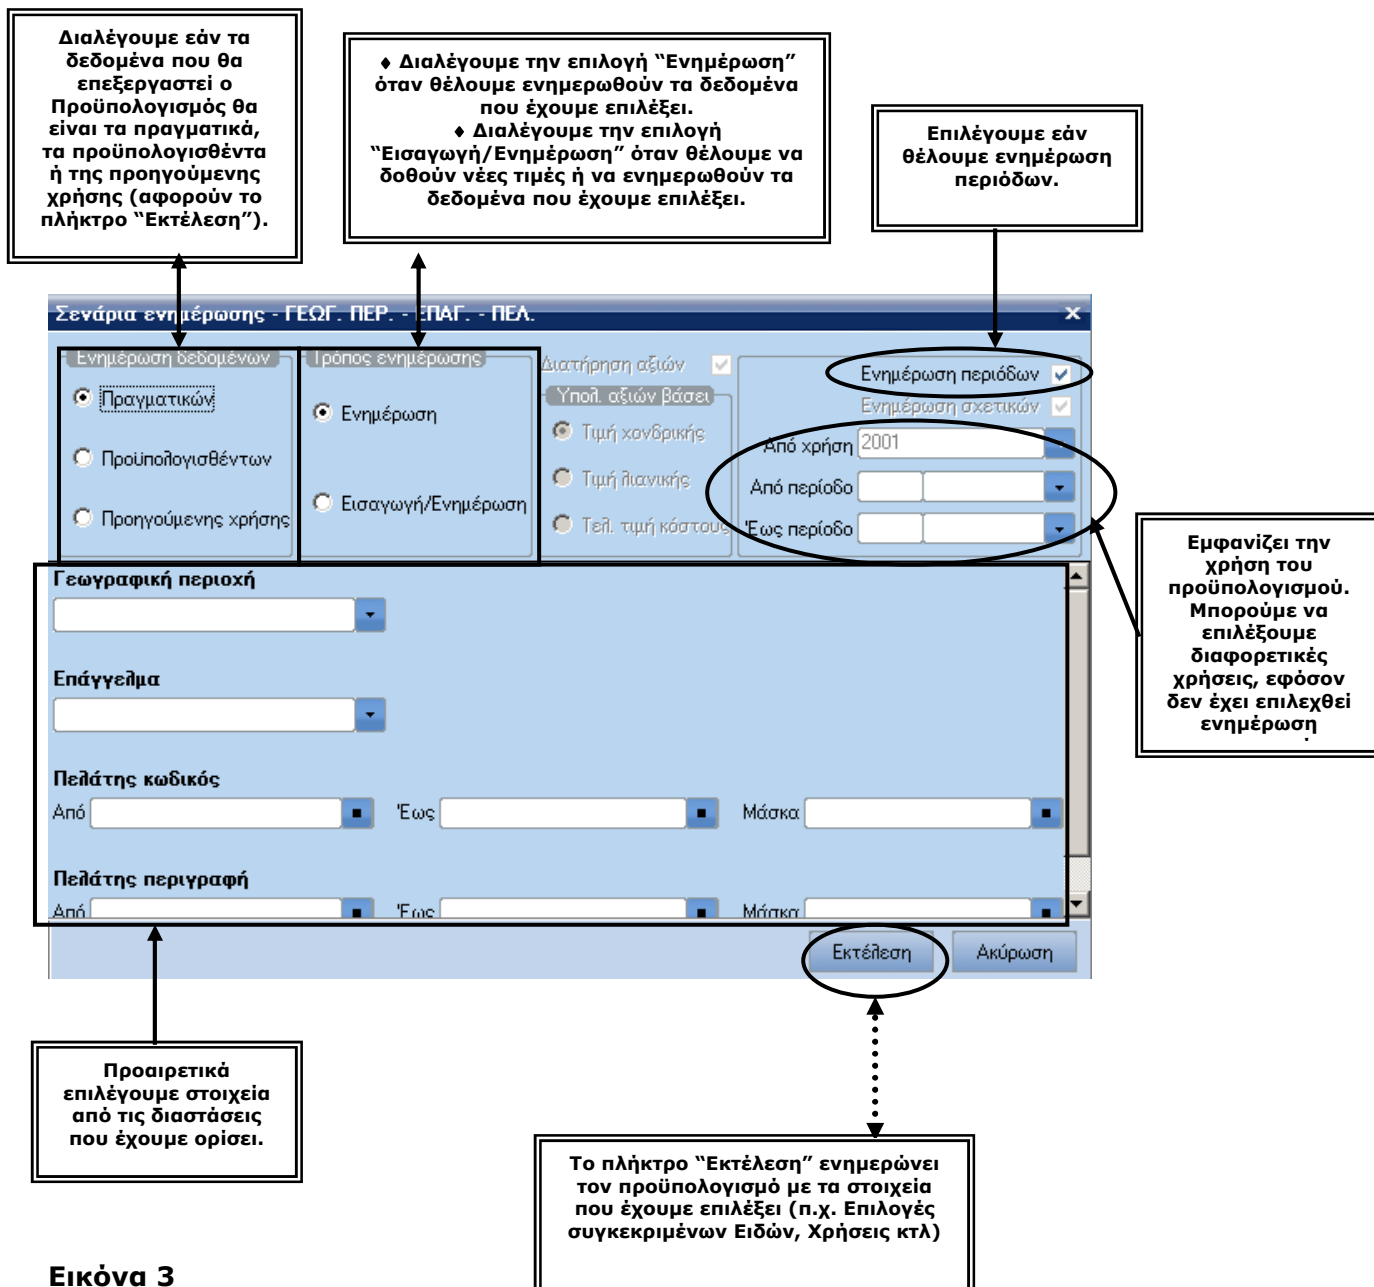 Διαλέγουμε εάν τα
δεδομένα που θα
επεξεργαστεί ο
Προϋπολογισμός θα
είναι τα πραγματικά,
τα προϋπολογισθέντα
ή της προηγούμενης
χρήσης (αφορούν το
πλήκτρο “Εκτέλεση”).
♦ Διαλέγουμε την επιλογή “Ενημέρωση”
όταν θέλουμε ενημερωθούν τα δεδομένα
που έχουμε επιλέξει.
♦ Διαλέγουμε την επιλογή
“Εισαγωγή/Ενημέρωση” όταν θέλουμε να
δοθούν νέες τιμές ή να ενημερωθούν τα
δεδομένα που έχουμε επιλέξει.
Επιλέγουμε εάν
θέλουμε ενημέρωση
περιόδων.
Σενάρια ενημέρωσης - ΓΕΩΓ. ΠΕΡ. - ΕΠΑΓ. - ΠΕΛ.
Ενημέρωση δεδομένων
Πραγματικών
Προϋπολογισθέντων
Προηγούμενης χρήσης
Τρόπος ενημέρωσης
Ενημέρωση
Εισαγωγή/Ενημέρωση
Διατήρηση αξιών
Υπολ. αξιών βάσει
Τιμή χονδρικής
Τιμή λιανικής
Τελ. τιμή κόστους
Ενημέρωση περιόδων
Ενημέρωση σχετικών
Από χρήση 2001
Από περίοδο
Έως περίοδο
Εμφανίζει την
χρήση του
προϋπολογισμού.
Μπορούμε να
επιλέξουμε
διαφορετικές
χρήσεις, εφόσον
δεν έχει επιλεχθεί
ενημέρωση
Γεωγραφική περιοχή
Επάγγελμα
Πελάτης κωδικός
Από Έως Μάσκα
Πελάτης περιγραφή
Από Έως Μάσκα
Εκτέλεση Ακύρωση
Προαιρετικά
επιλέγουμε στοιχεία
από τις διαστάσεις
που έχουμε ορίσει.
Το πλήκτρο “Εκτέλεση” ενημερώνει
τον προϋπολογισμό με τα στοιχεία
που έχουμε επιλέξει (π.χ. Επιλογές
συγκεκριμένων Ειδών, Χρήσεις κτλ)
Εικόνα 3